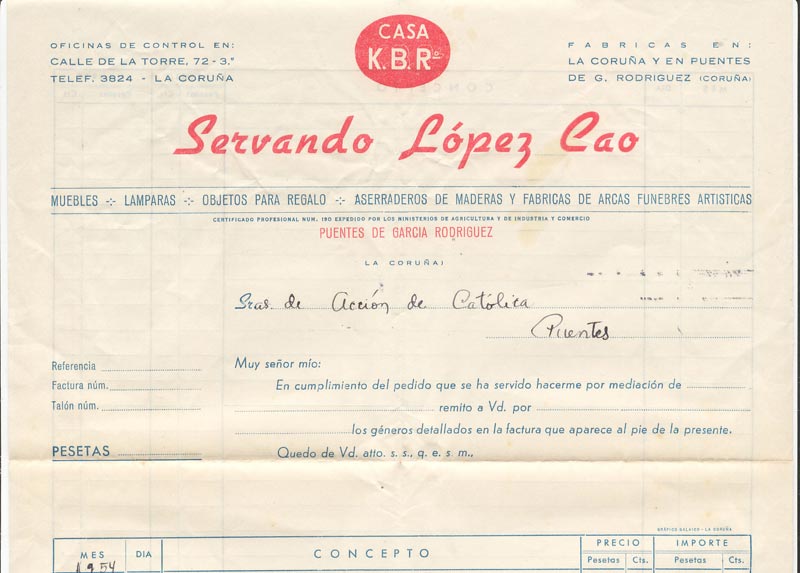 CASA
K.B.Ro.
OFICINAS DE CONTROL EN:
CALLE DE LA TORRE, 72 - 3.º
TELEF. 3824 - LA CORUÑA
FABRICAS EN:
LA CORUÑA Y EN PUENTES
DE G. RODRIGUEZ (CORUÑA)
Servando López Cao
MUEBLES -:- LAMPARAS -:- OBJETOS PARA REGALO -:- ASERRADEROS DE MADERAS Y FABRICAS DE ARCAS FUNEBRES ARTISTICAS
CERTIFICADO PROFESIONAL NUM. 190 EXPEDIDO POR LOS MINISTERIOS DE AGRICULTURA Y DE INDUSTRIA Y COMERCIO
PUENTES DE GARCIA RODRIGUEZ
LA CORUÑA)
Sras. de Acción de Católica
Puentes
Referencia
Factura núm.
Talón núm.
PESETAS
Muy señor mío:
En cumplimiento del pedido que se ha servido hacerme por mediación de
remito a Vd. por
los géneros detallados en la factura que aparece al pie de la presente.
Quedo de Vd. atto. s. s., q. e. s. m.,
GRÁFICO GALAICO - LA CORUÑA
MES DIA CONCEPTO PRECIO IMPORTE
Pesetas Cts. Pesetas Cts.
1954